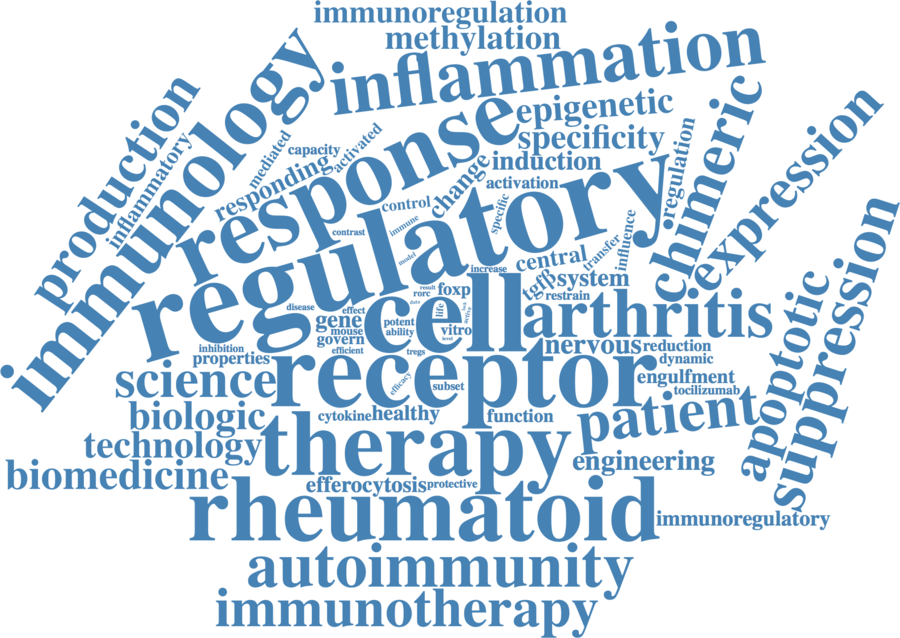 immunoregulation
methylation
inflammation
immunology
production
inflammatory
response
epigenetic
specificity
chimeric
expression
mediated
capacity
activated
responding
change
induction
regulation
activation
regulatory
control
specific
immune
contrast
model
central
transfer
influence
increase
tgfβ
system
restrain
suppression
apoptotic
disease
effect
result
rorc
foxp
date
life
cell
arthritis
gene
mouse
potent
ability
vitro
level
govern
efficient
tregs
inhibition
properties
nervous
reduction
dynamic
science
receptor
efficacy
subset
engulfment
tocilizumab
biologic
cytokine
healthy
function
patient
technology
therapy
engineering
biomedicine
efferocytosis
protective
rheumatoid
immunoregulatory
autoimmunity
immunotherapy